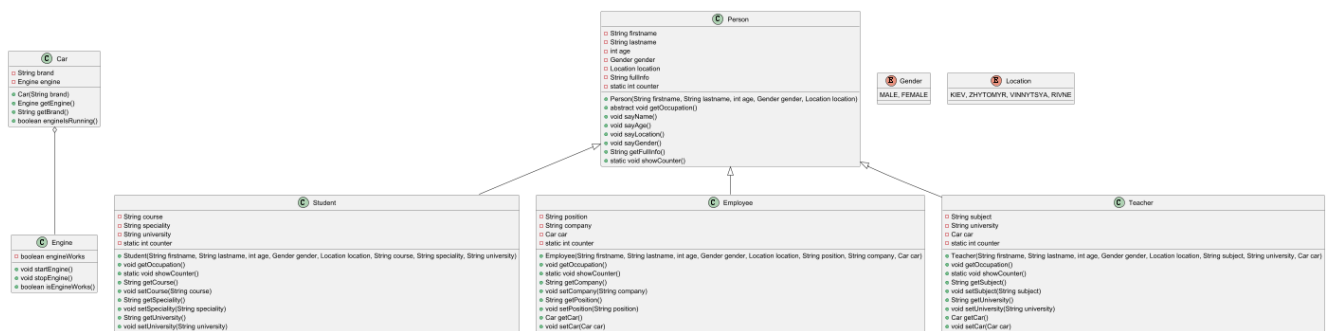 C Person
String firstname
String lastname
int age
Gender gender
Location location
String fullInfo
static int counter
Person(String firstname, String lastname, int age, Gender gender, Location location)
abstract void getOccupation()
void sayName()
void sayAge()
void sayLocation()
void sayGender()
String getFullInfo()
static void showCounter()
C Car
String brand
Engine engine
Car(String brand)
Engine getEngine()
String getBrand()
boolean engineIsRunning()
E Gender
MALE, FEMALE
E Location
KIEV, ZHYTOMYR, VINNYTSYA, RIVNE
C Engine
boolean engineWorks
void startEngine()
void stopEngine()
boolean isEngineWorks()
C Student
String course
String speciality
String university
static int counter
Student(String firstname, String lastname, int age, Gender gender, Location location, String course, String speciality, String university)
void getOccupation()
static void showCounter()
String getCourse()
void setCourse(String course)
String getSpeciality()
void setSpeciality(String speciality)
String getUniversity()
void setUniversity(String university)
C Employee
String position
String company
Car car
static int counter
Employee(String firstname, String lastname, int age, Gender gender, Location location, String position, String company, Car car)
void getOccupation()
static void showCounter()
String getCompany()
void setCompany(String company)
String getPosition()
void setPosition(String position)
Car getCar()
void setCar(Car car)
C Teacher
String subject
String university
Car car
static int counter
Teacher(String firstname, String lastname, int age, Gender gender, Location location, String subject, String university, Car car)
void getOccupation()
static void showCounter()
String getSubject()
void setSubject(String subject)
String getUniversity()
void setUniversity(String university)
Car getCar()
void setCar(Car car)